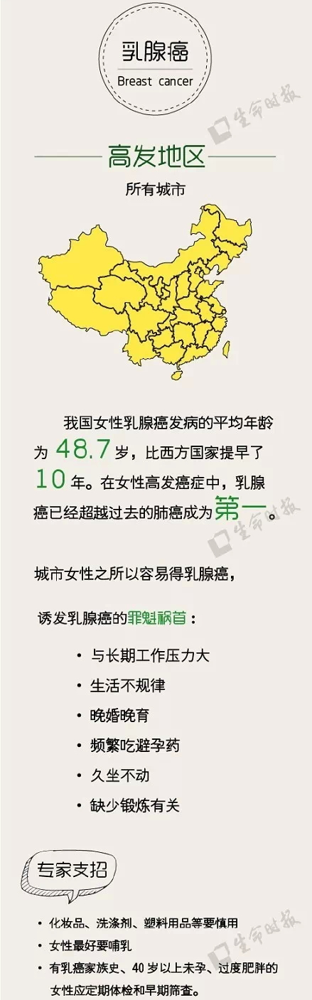 乳腺癌
Breast cancer
生命时报
高发地区
所有城市
我国女性乳腺癌发病的平均年龄
为 48.7 岁，比西方国家提早了
10 年。在女性高发癌症中，乳腺
癌已经超越过去的肺癌成为第一。
生命时报
城市女性之所以容易得乳腺癌，
诱发乳腺癌的罪魁祸首：
• 与长期工作压力大
• 生活不规律
• 晚婚晚育
• 频繁吃避孕药
• 久坐不动
• 缺少锻炼有关
专家支招
• 化妆品、洗涤剂、塑料用品等要慎用
• 女性最好要哺乳
生命时报
• 有乳癌家族史、40 岁以上未孕、过度肥胖的
女性应定期体检和早期筛查。